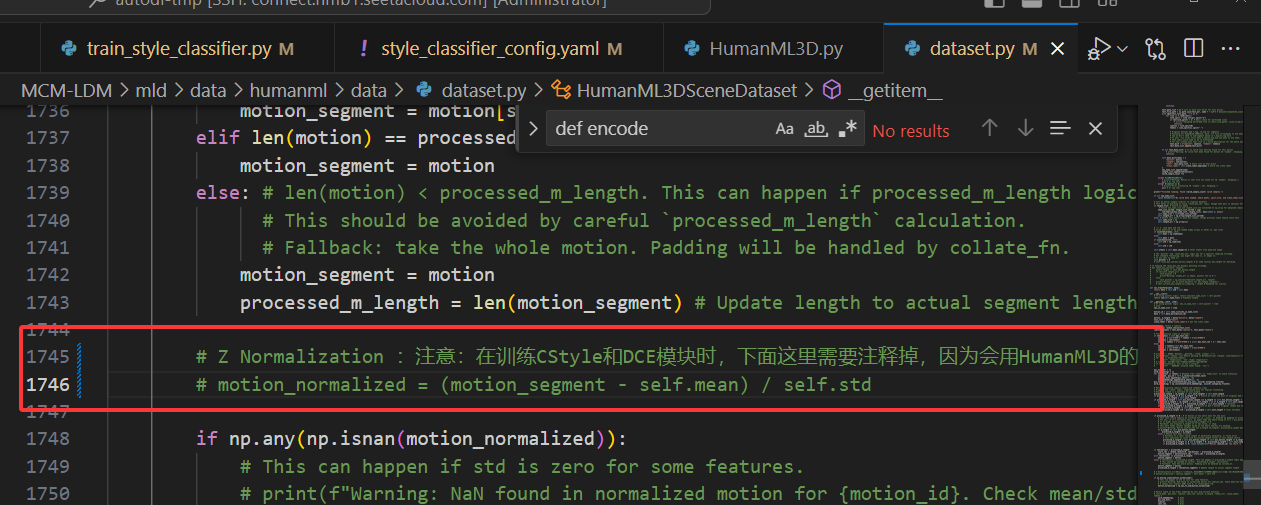 autodl-tmp [SSH: connect.nmb1.seetacloud.com] [Administrator]
train_style_classifier.py M
! style_classifier_config.yaml M
HumanML3D.py
dataset.py M
MCM-LDM > mld > data > humanml > data > dataset.py > HumanML3DSceneDataset > __getitem__
def encode
Aa ab, .*
No results
1736 motion_segment = motion[s
1737 elif len(motion) == processed
1738 motion_segment = motion
1739 else: # len(motion) < processed_m_length. This can happen if processed_m_length logic
1740 # This should be avoided by careful `processed_m_length` calculation.
1741 # Fallback: take the whole motion. Padding will be handled by collate_fn.
1742 motion_segment = motion
1743 processed_m_length = len(motion_segment) # Update length to actual segment length
1744
1745 # Z Normalization : 注意：在训练CStyle和DCE模块时，下面这里需要注释掉，因为会用HumanML3D的
1746 # motion_normalized = (motion_segment - self.mean) / self.std
1747
1748 if np.any(np.isnan(motion_normalized)):
1749 # This can happen if std is zero for some features.
1750 # print(f"Warning: NaN found in normalized motion for {motion_id}. Check mean/std